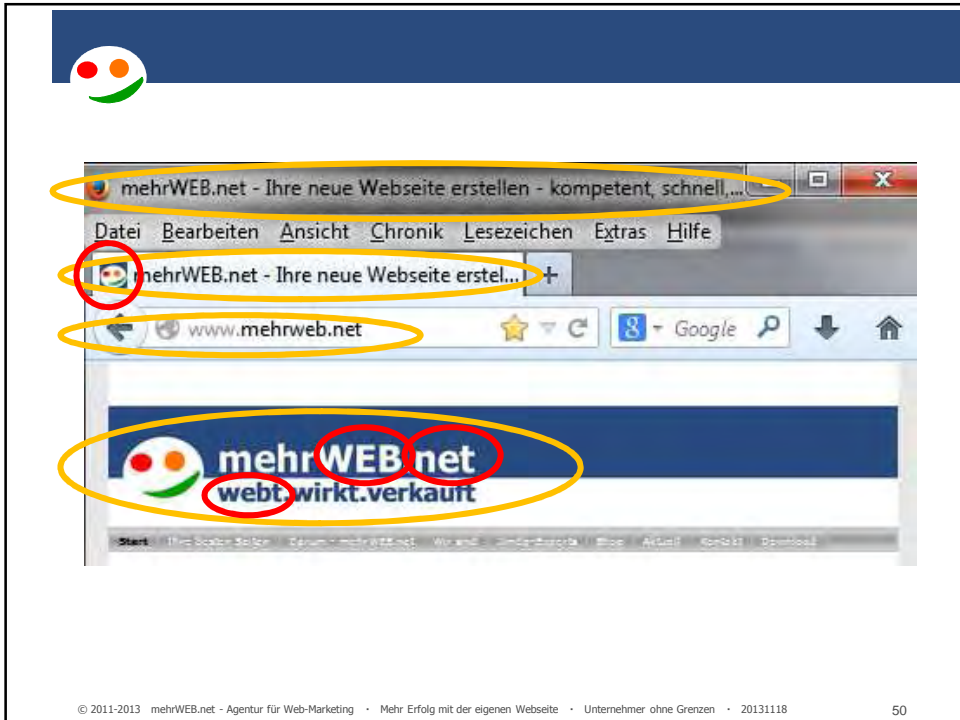 mehrWEB.net - Ihre neue Webseite erstellen - kompetent, schnell,...
Datei Bearbeiten Ansicht Chronik Lesezeichen Extras Hilfe
mehrWEB.net - Ihre neue Webseite erstel... +
www.mehrweb.net 8 Google
mehrWEB.net
webt.wirkt.verkauft
Start
© 2011-2013 mehrWEB.net - Agentur für Web-Marketing · Mehr Erfolg mit der eigenen Webseite · Unternehmer ohne Grenzen · 20131118 50